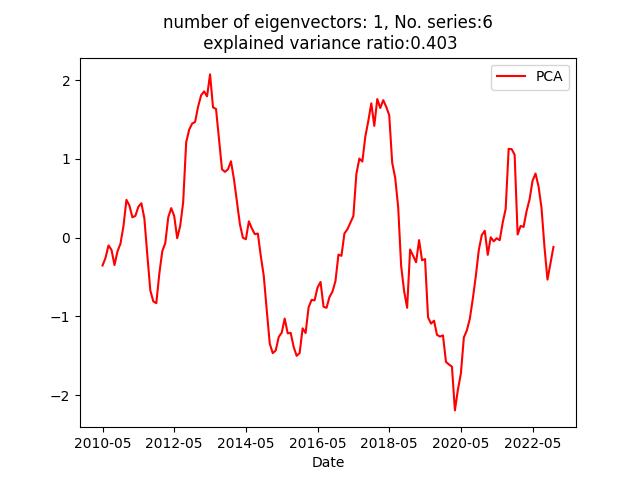 number of eigenvectors: 1, No. series:6
explained variance ratio:0.403
PCA
2
1
0
−1
−2
2010-05 2012-05 2014-05 2016-05 2018-05 2020-05 2022-05
Date